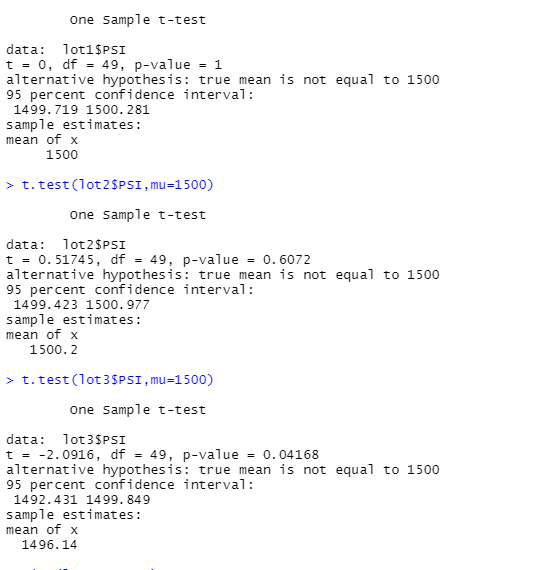 One Sample t-test
data: lot1$PSI
t = 0, df = 49, p-value = 1
alternative hypothesis: true mean is not equal to 1500
95 percent confidence interval:
1499.719 1500.281
sample estimates:
mean of x
1500
> t.test(lot2$PSI,mu=1500)
One Sample t-test
data: lot2$PSI
t = 0.51745, df = 49, p-value = 0.6072
alternative hypothesis: true mean is not equal to 1500
95 percent confidence interval:
1499.423 1500.977
sample estimates:
mean of x
1500.2
> t.test(lot3$PSI,mu=1500)
One Sample t-test
data: lot3$PSI
t = -2.0916, df = 49, p-value = 0.04168
alternative hypothesis: true mean is not equal to 1500
95 percent confidence interval:
1492.431 1499.849
sample estimates:
mean of x
1496.14